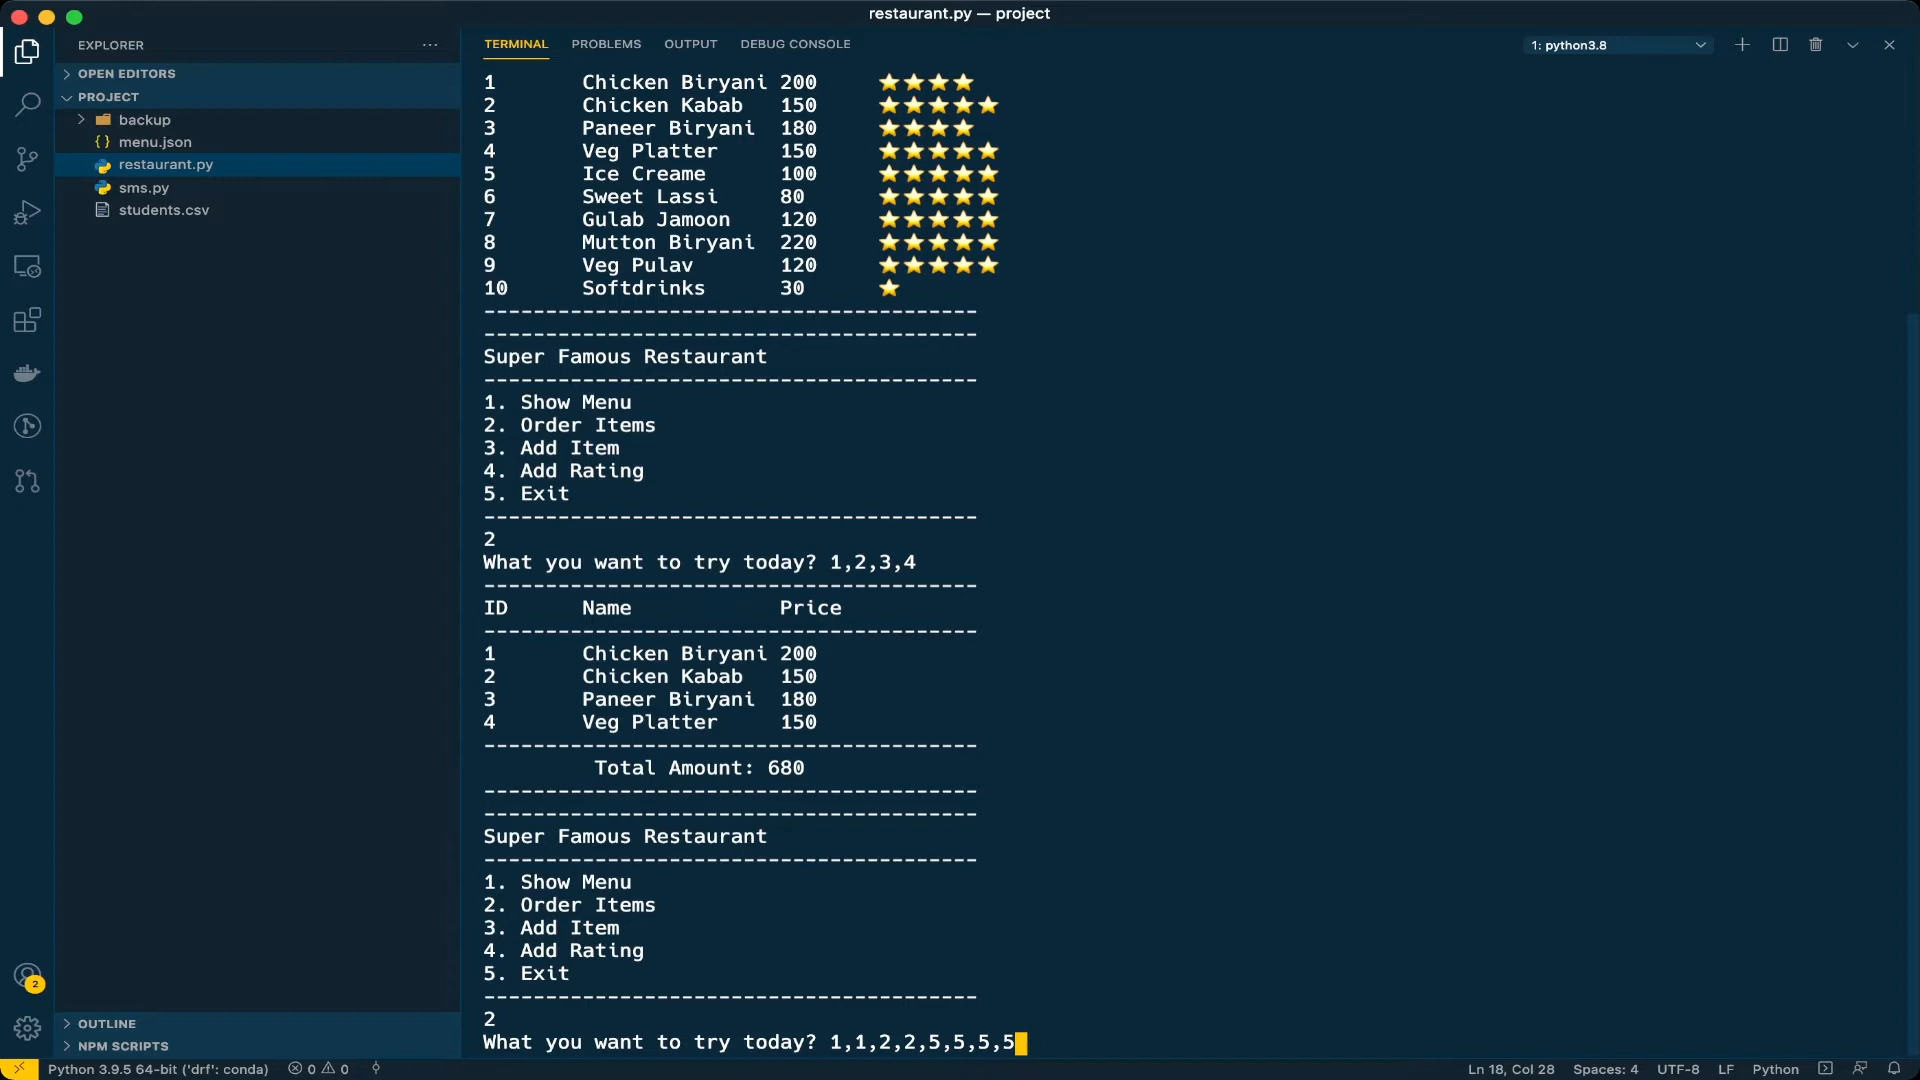 restaurant.py — project
EXPLORER
OPEN EDITORS
PROJECT
backup
menu.json
restaurant.py
sms.py
students.csv
OUTLINE
NPM SCRIPTS
2
TERMINAL PROBLEMS OUTPUT DEBUG CONSOLE
1: python3.8
1 Chicken Biryani 200 ⭐⭐⭐⭐
2 Chicken Kabab 150 ⭐⭐⭐⭐⭐
3 Paneer Biryani 180 ⭐⭐⭐⭐
4 Veg Platter 150 ⭐⭐⭐⭐⭐
5 Ice Creame 100 ⭐⭐⭐⭐⭐
6 Sweet Lassi 80 ⭐⭐⭐⭐⭐
7 Gulab Jamoon 120 ⭐⭐⭐⭐⭐
8 Mutton Biryani 220 ⭐⭐⭐⭐⭐
9 Veg Pulav 120 ⭐⭐⭐⭐⭐
10 Softdrinks 30 ⭐
----------------------------------------
----------------------------------------
Super Famous Restaurant
----------------------------------------
1. Show Menu
2. Order Items
3. Add Item
4. Add Rating
5. Exit
----------------------------------------
2
What you want to try today? 1,2,3,4
----------------------------------------
ID Name Price
----------------------------------------
1 Chicken Biryani 200
2 Chicken Kabab 150
3 Paneer Biryani 180
4 Veg Platter 150
----------------------------------------
Total Amount: 680
----------------------------------------
----------------------------------------
Super Famous Restaurant
----------------------------------------
1. Show Menu
2. Order Items
3. Add Item
4. Add Rating
5. Exit
----------------------------------------
2
What you want to try today? 1,1,2,2,5,5,5,5
Python 3.9.5 64-bit ('drf': conda) 0 0 Ln 18, Col 28 Spaces: 4 UTF-8 LF Python